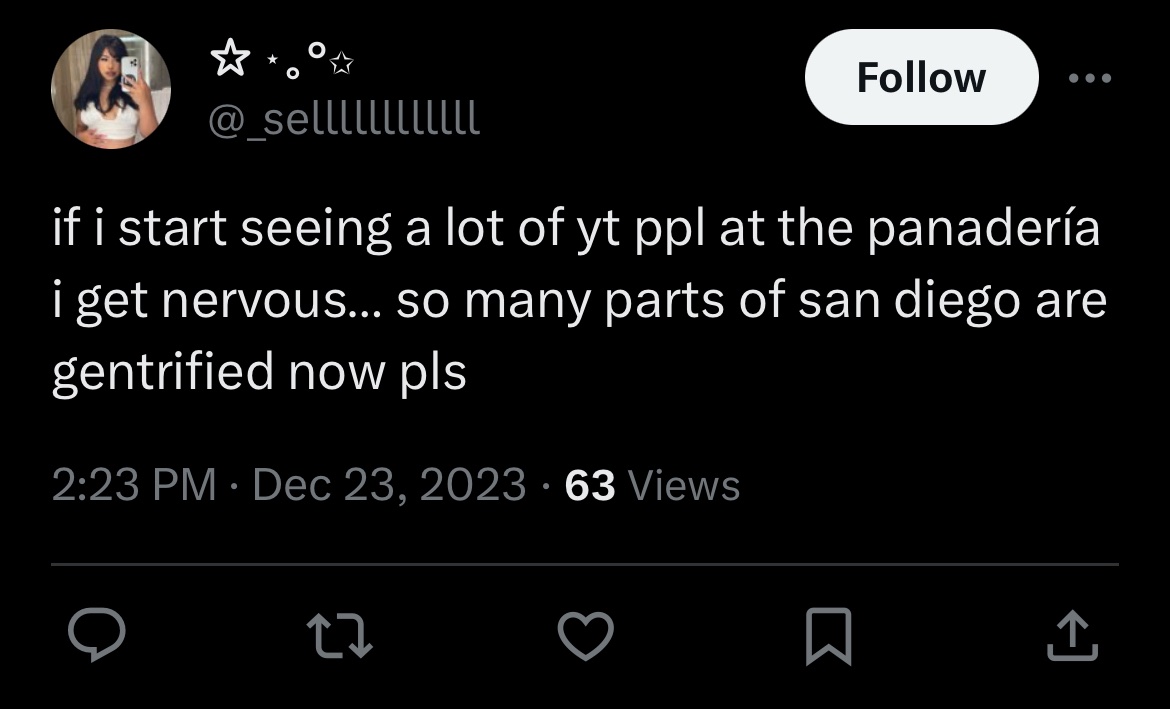 ☆ ⋆｡°✩
@_sellllllllllll
Follow
if i start seeing a lot of yt ppl at the panadería
i get nervous... so many parts of san diego are
gentrified now pls
2:23 PM · Dec 23, 2023 · 63 Views